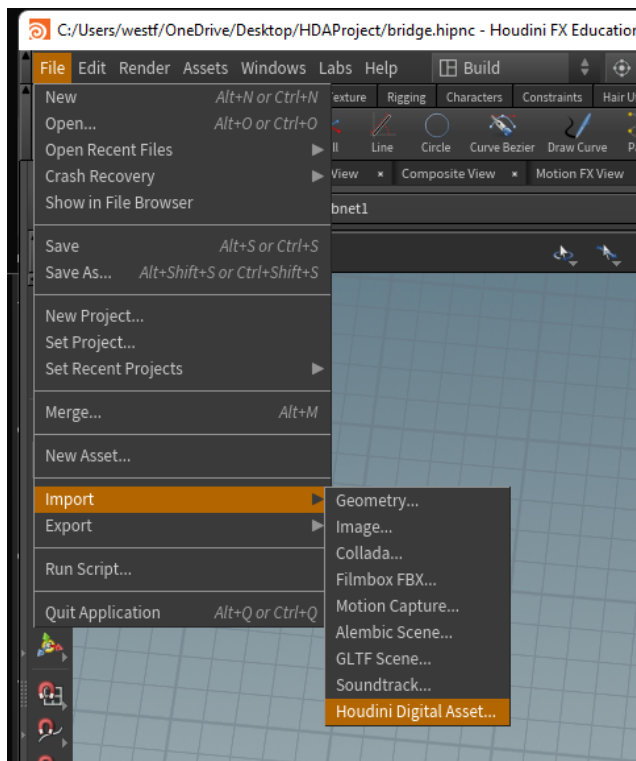 C:/Users/westf/OneDrive/Desktop/HDAProject/bridge.hipnc - Houdini FX Education
File Edit Render Assets Windows Labs Help Build
New Alt+N or Ctrl+N
Open... Alt+O or Ctrl+O
Open Recent Files
Crash Recovery
Show in File Browser
Save Alt+S or Ctrl+S
Save As... Alt+Shift+S or Ctrl+Shift+S
New Project...
Set Project...
Set Recent Projects
Merge... Alt+M
New Asset...
Import
Export
Run Script...
Quit Application Alt+Q or Ctrl+Q
exture Rigging Characters Constraints Hair U
ll Line Circle Curve Bezier Draw Curve P
View × Composite View × Motion FX View
bnet1
Geometry...
Image...
Collada...
Filmbox FBX...
Motion Capture...
Alembic Scene...
GLTF Scene...
Soundtrack...
Houdini Digital Asset...